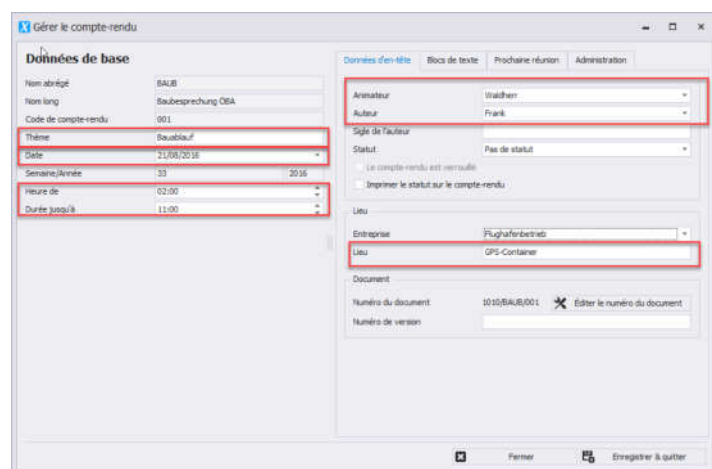 Gérer le compte-rendu
Données de base
Nom abrégé BAUB
Nom long Baubesprechung ÖBA
Code de compte-rendu 001
Thème Bauablauf
Date 21/08/2016
Semaine/Année 33 2016
Heure de 02:00
Durée jusqu'à 11:00
Données d'en-tête Blocs de texte Prochaine réunion Administration
Animateur Waldherr
Auteur Frank
Sigle de l'auteur
Statut Pas de statut
Le compte-rendu est verrouillé
Imprimer le statut sur le compte-rendu
Lieu
Entreprise Flughafenbetrieb
Lieu GPS-Container
Document
Numéro du document 1010/BAUB/001 Éditer le numéro du document
Numéro de version
Fermer Enregistrer & quitter